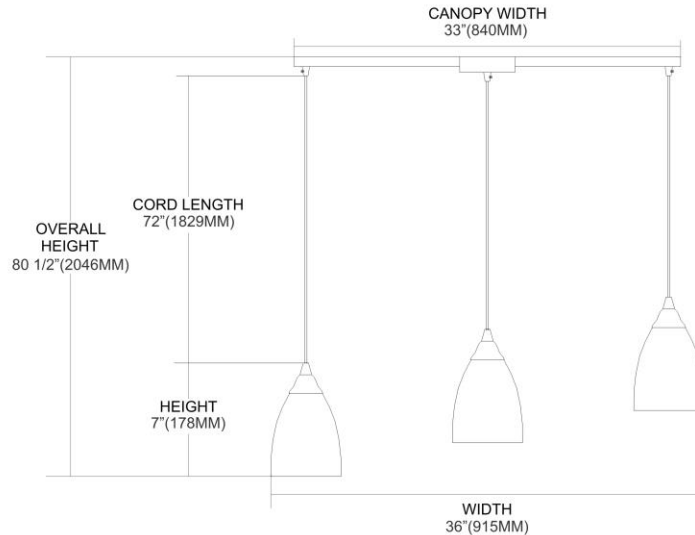 CANOPY WIDTH
33”(840MM)
CORD LENGTH
72”(1829MM)
OVERALL
HEIGHT
80 1/2”(2046MM)
HEIGHT
7”(178MM)
WIDTH
36”(915MM)